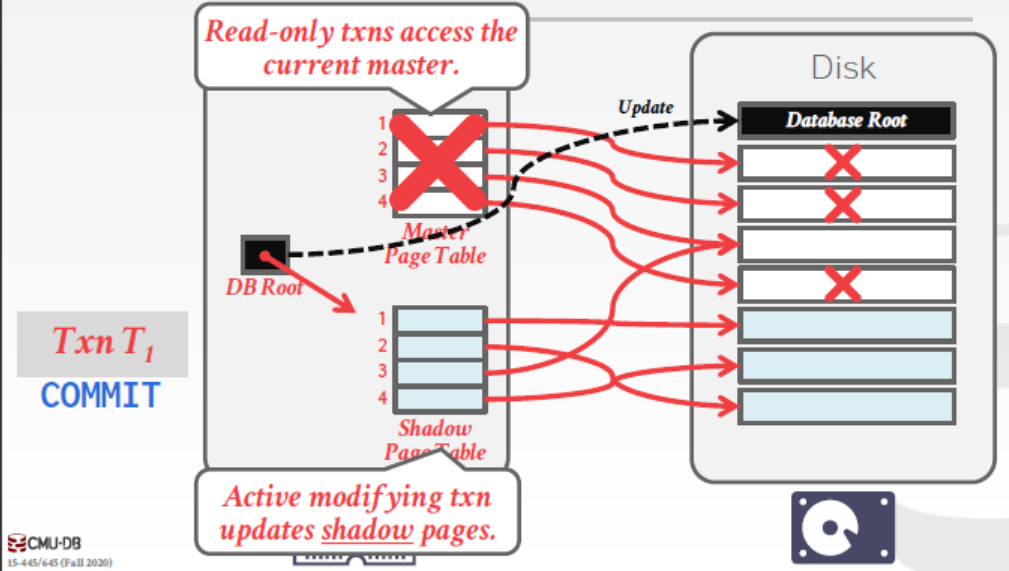 Read-only txns access the
current master.
Disk
Update
Database Root
1
2
3
4
Master
Page Table
DB Root
Txn T1
COMMIT
1
2
3
4
Shadow
Page Table
Active modifying txn
updates shadow pages.
CMU-DB
15-445/645 (Fall 2020)